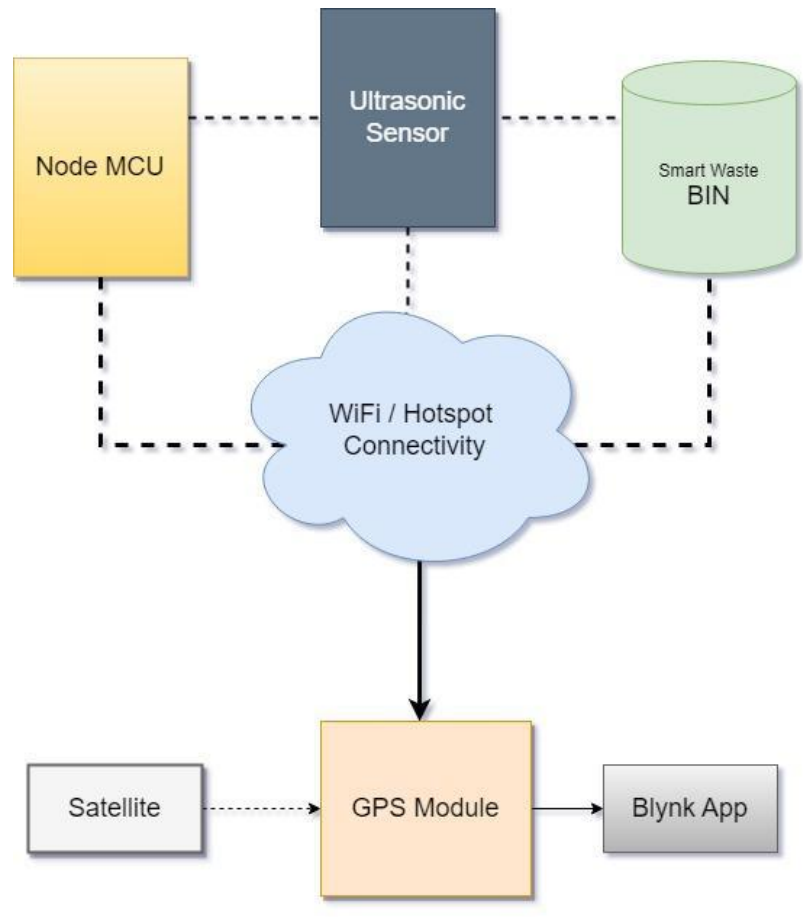 Node MCU
Ultrasonic
Sensor
Smart Waste
BIN
WiFi / Hotspot
Connectivity
Satellite
GPS Module
Blynk App